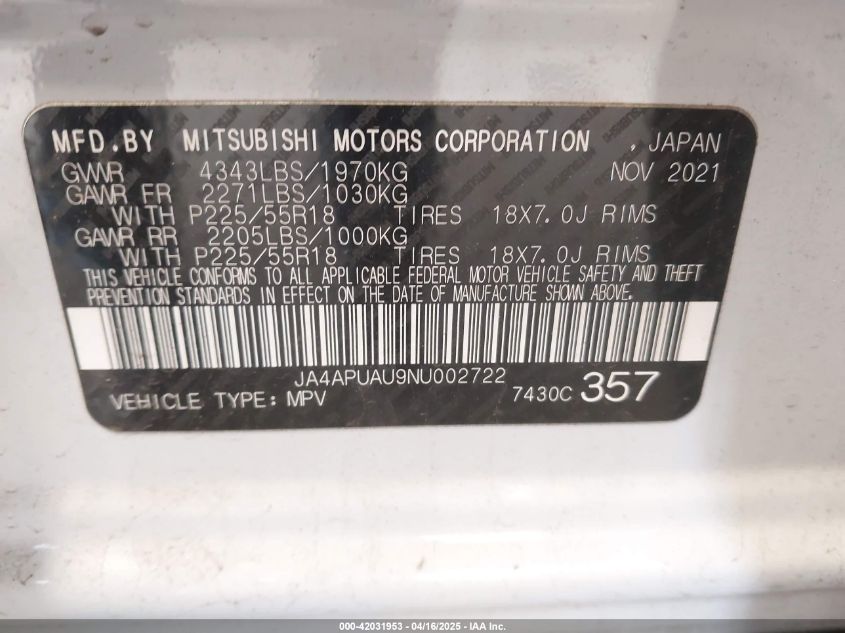 MFD.BY MITSUBISHI MOTORS CORPORATION , JAPAN
GVWR 4343LBS/1970KG NOV 2021
GAWR FR 2271LBS/1030KG
WITH P225/55R18 TIRES 18X7.0J RIMS
GAWR RR 2205LBS/1000KG
WITH P225/55R18 TIRES 18X7.0J RIMS
THIS VEHICLE CONFORMS TO ALL APPLICABLE FEDERAL MOTOR VEHICLE SAFETY AND THEFT
PREVENTION STANDARDS IN EFFECT ON THE DATE OF MANUFACTURE SHOWN ABOVE.
JA4APUAU9NU002722
VEHICLE TYPE: MPV 7430C 357
000-42031953 - 04/16/2025 - IAA Inc.